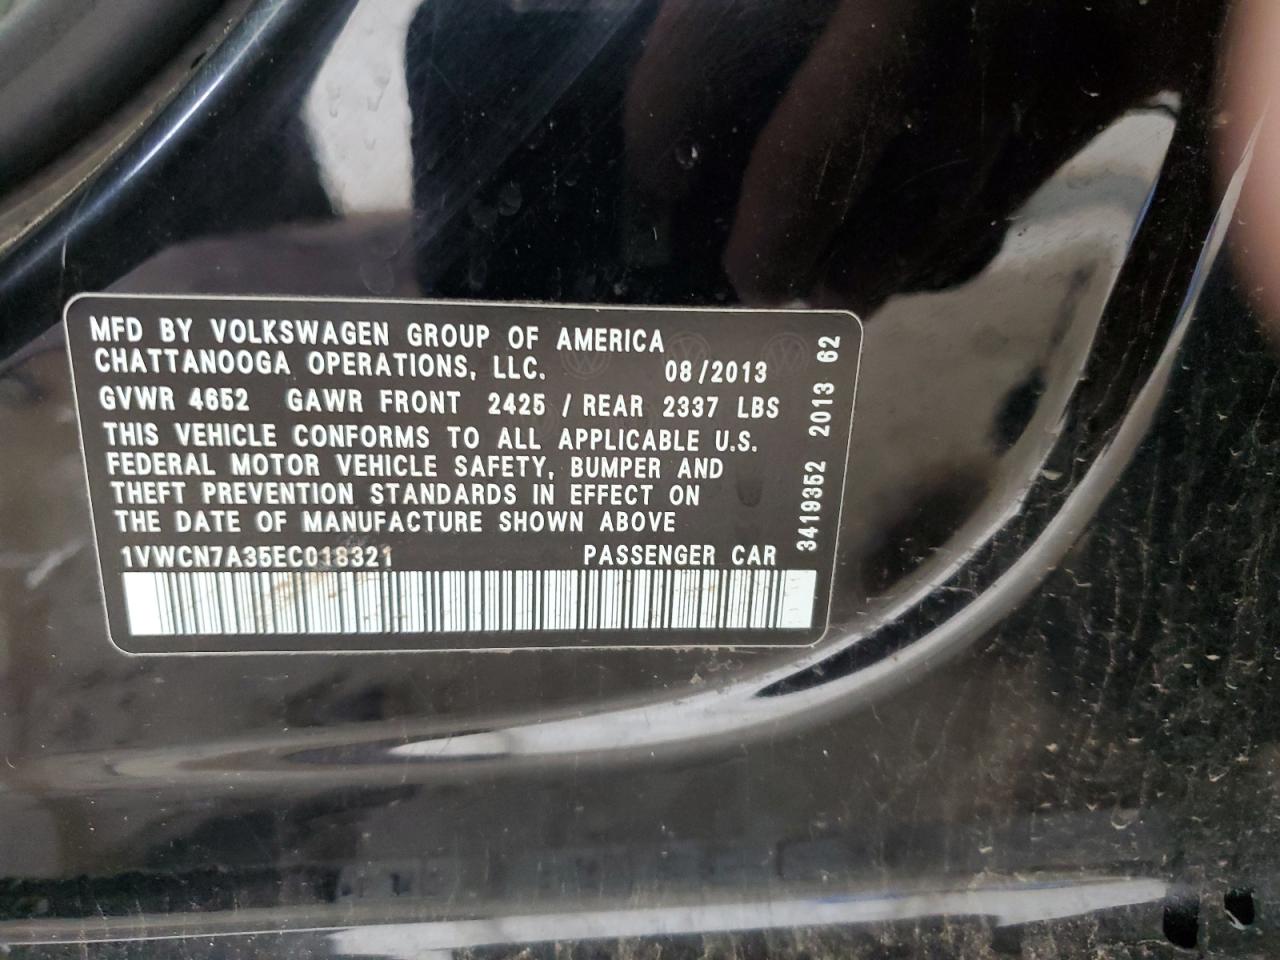 MFD BY VOLKSWAGEN GROUP OF AMERICA
CHATTANOOGA OPERATIONS, LLC. 08/2013
GVWR 4652 GAWR FRONT 2425 / REAR 2337 LBS
THIS VEHICLE CONFORMS TO ALL APPLICABLE U.S.
FEDERAL MOTOR VEHICLE SAFETY, BUMPER AND
THEFT PREVENTION STANDARDS IN EFFECT ON
THE DATE OF MANUFACTURE SHOWN ABOVE
1VWCN7A35EC018321 PASSENGER CAR
3419352 2013 62